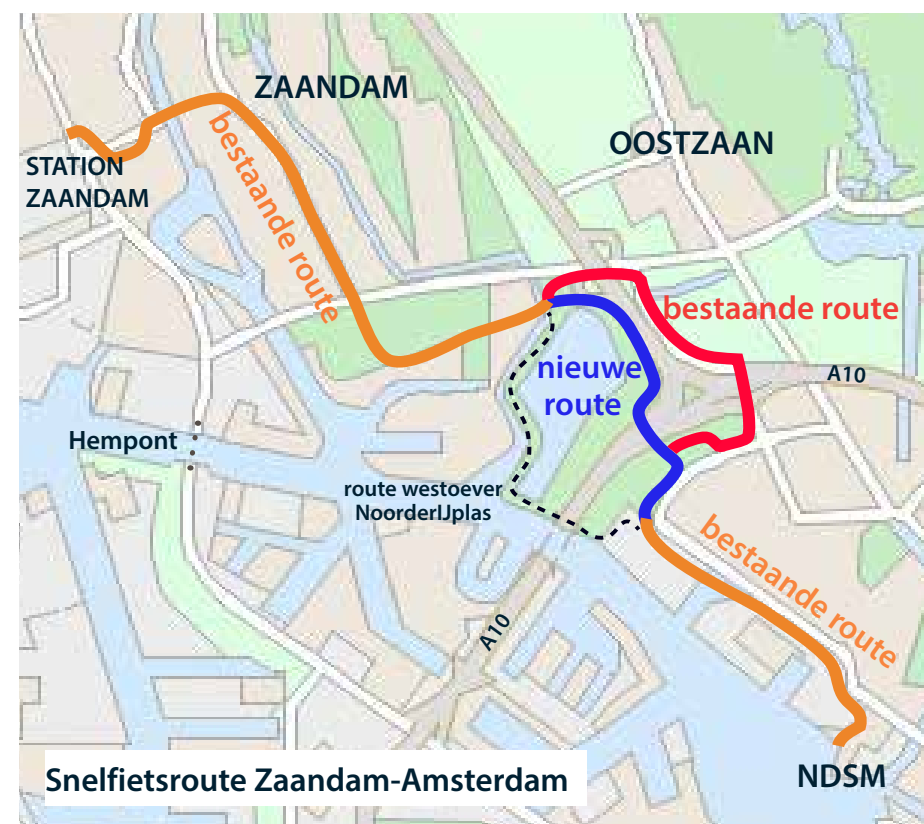 ZAANDAM
OOSTZAAN
STATION
ZAANDAM
bestaande route
bestaande route
nieuwe
route
A10
Hempont
route westoever
NoorderIJplas
bestaande route
A10
Snelfietsroute Zaandam-Amsterdam
NDSM